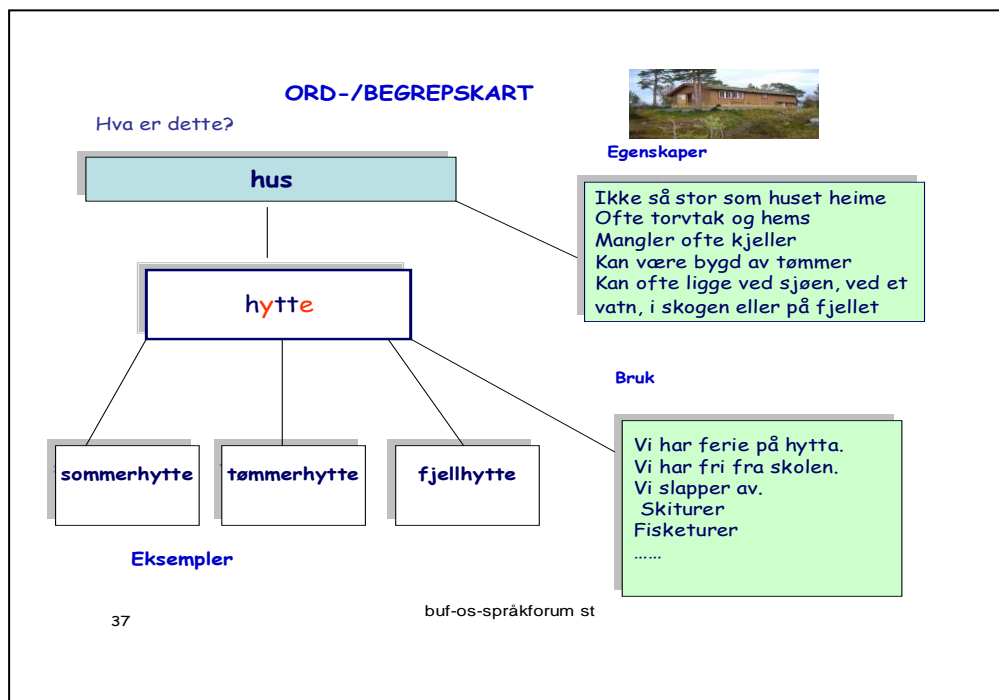 ORD-/BEGREPSKART
Hva er dette?
hus
Egenskaper
Ikke så stor som huset heime
Ofte torvtak og hems
Mangler ofte kjeller
Kan være bygd av tømmer
Kan ofte ligge ved sjøen, ved et
vatn, i skogen eller på fjellet
hytte
Bruk
Vi har ferie på hytta.
Vi har fri fra skolen.
Vi slapper av.
Skiturer
Fisketurer
……
sommerhytte
tømmerhytte
fjellhytte
Eksempler
37
buf-os-språkforum st